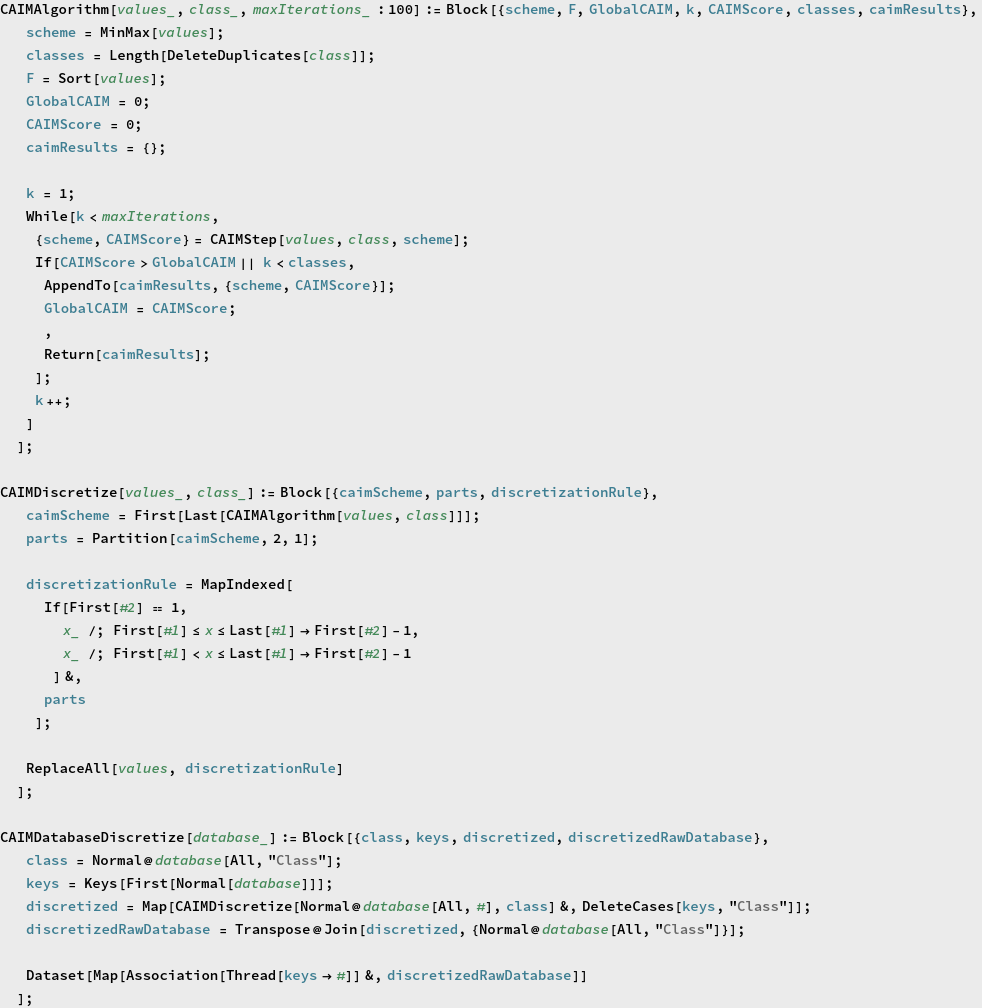 CAIMAlgorithm[values_, class_, maxIterations_ : 100] := Block[{scheme, F, GlobalCAIM, k, CAIMScore, classes, caimResults},
scheme = MinMax[values];
classes = Length[DeleteDuplicates[class]];
F = Sort[values];
GlobalCAIM = 0;
CAIMScore = 0;
caimResults = {};
k = 1;
While[k < maxIterations,
{scheme, CAIMScore} = CAIMStep[values, class, scheme];
If[CAIMScore > GlobalCAIM || k < classes,
AppendTo[caimResults, {scheme, CAIMScore}];
GlobalCAIM = CAIMScore;
,
Return[caimResults];
];
k++;
]
];
CAIMDiscretize[values_, class_] := Block[{caimScheme, parts, discretizationRule},
caimScheme = First[Last[CAIMAlgorithm[values, class]]];
parts = Partition[caimScheme, 2, 1];
discretizationRule = MapIndexed[
If[First[#2] == 1,
x_ /; First[#1] ≤ x ≤ Last[#1] → First[#2] - 1,
x_ /; First[#1] < x ≤ Last[#1] → First[#2] - 1
] &,
parts
];
ReplaceAll[values, discretizationRule]
];
CAIMDatabaseDiscretize[database_] := Block[{class, keys, discretized, discretizedRawDatabase},
class = Normal@database[All, "Class"];
keys = Keys[First[Normal[database]]];
discretized = Map[CAIMDiscretize[Normal@database[All, #], class] &, DeleteCases[keys, "Class"]];
discretizedRawDatabase = Transpose@Join[discretized, {Normal@database[All, "Class"]}];
Dataset[Map[Association[Thread[keys → #]] &, discretizedRawDatabase]]
];